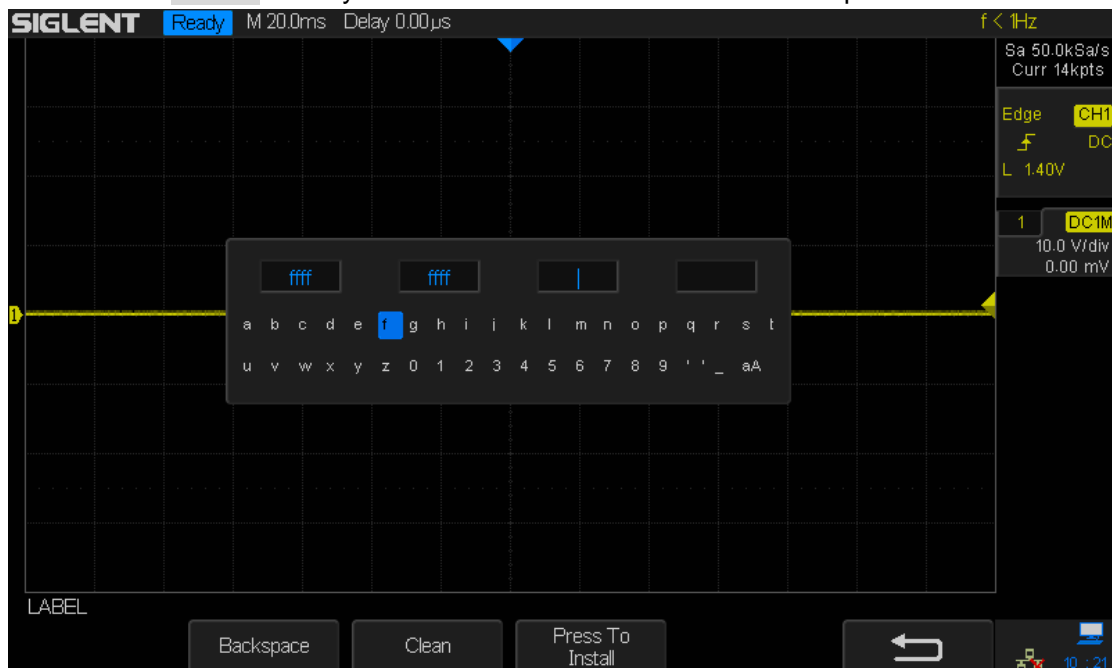 SIGLENT Ready M 20.0ms Delay 0.00µs f < 1Hz
Sa 50.0kSa/s
Curr 14kpts
Edge CH1
DC
L 1.40V
1 DC1M
10.0 V/div
0.00 mV
ffff ffff |
1
a b c d e f g h i j k l m n o p q r s t
u v w x y z 0 1 2 3 4 5 6 7 8 9 ' ' _ aA
LABEL
Backspace Clean Press To
Install
10 : 21